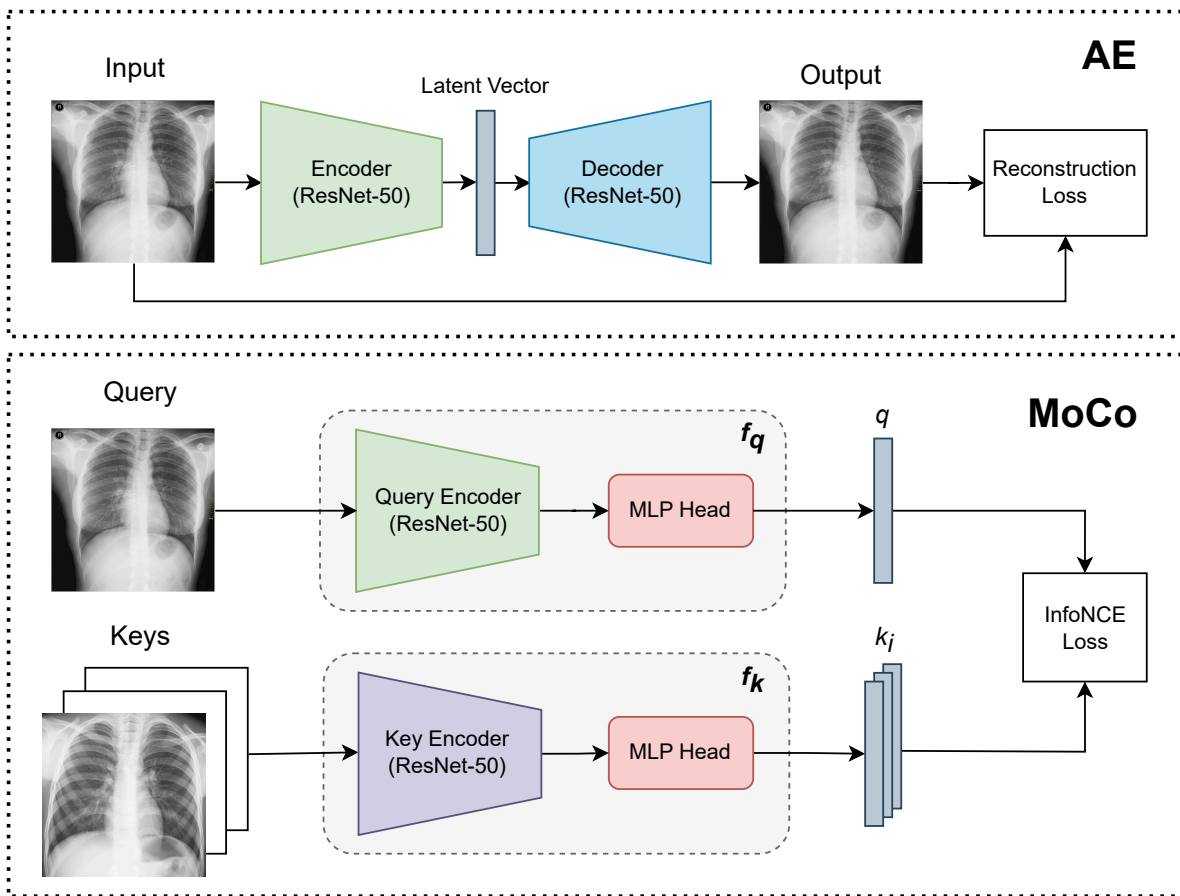 AE
Input
Latent Vector
Output
Encoder
(ResNet-50)
Decoder
(ResNet-50)
Reconstruction
Loss
MoCo
Query
f_q
q
Query Encoder
(ResNet-50)
MLP Head
InfoNCE
Loss
Keys
f_k
k_i
Key Encoder
(ResNet-50)
MLP Head